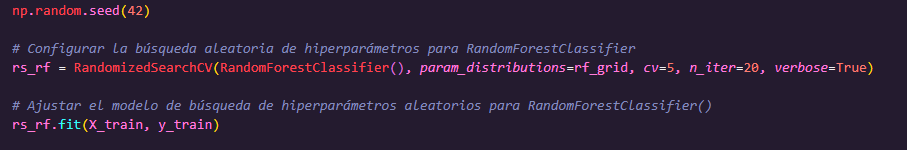 np.random.seed(42)
# Configurar la búsqueda aleatoria de hiperparámetros para RandomForestClassifier
rs_rf = RandomizedSearchCV(RandomForestClassifier(), param_distributions=rf_grid, cv=5, n_iter=20, verbose=True)
# Ajustar el modelo de búsqueda de hiperparámetros aleatorios para RandomForestClassifier()
rs_rf.fit(X_train, y_train)